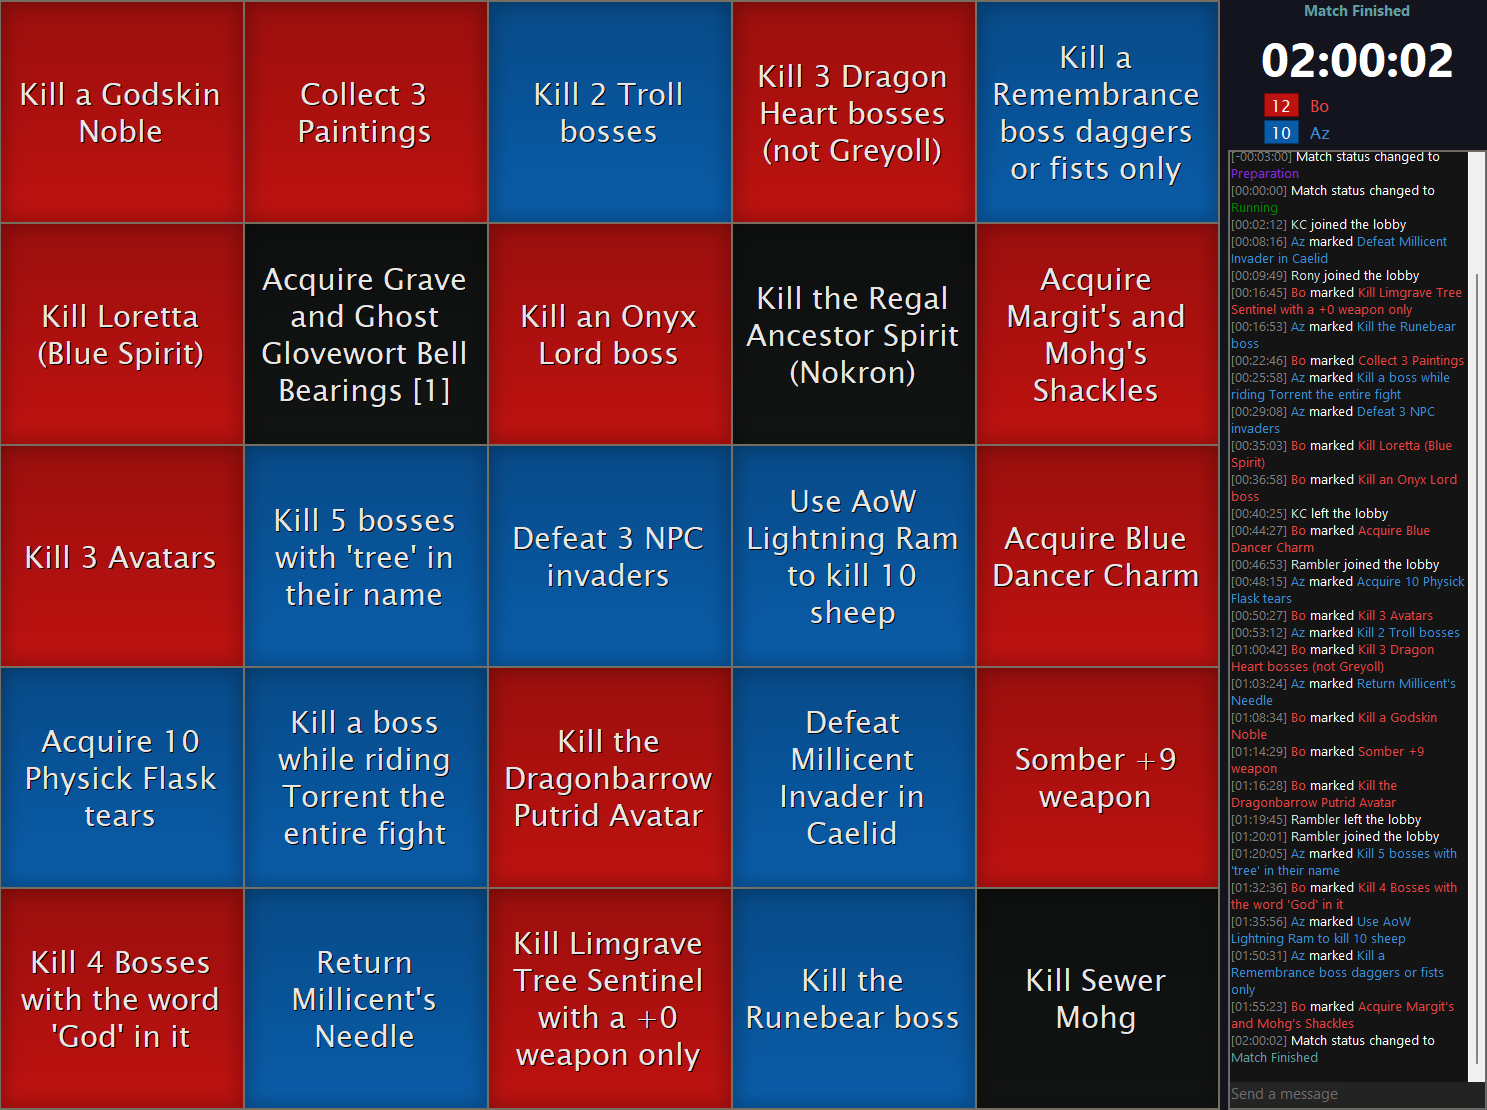 Kill a Godskin
Noble
Collect 3
Paintings
Kill 2 Troll
bosses
Kill 3 Dragon
Heart bosses
(not Greyoll)
Kill a
Remembrance
boss daggers
or fists only
Kill Loretta
(Blue Spirit)
Acquire Grave
and Ghost
Glovewort Bell
Bearings [1]
Kill an Onyx
Lord boss
Kill the Regal
Ancestor Spirit
(Nokron)
Acquire
Margit's and
Mohg's
Shackles
Kill 3 Avatars
Kill 5 bosses
with 'tree' in
their name
Defeat 3 NPC
invaders
Use AoW
Lightning Ram
to kill 10
sheep
Acquire Blue
Dancer Charm
Acquire 10
Physick Flask
tears
Kill a boss
while riding
Torrent the
entire fight
Kill the
Dragonbarrow
Putrid Avatar
Defeat
Millicent
Invader in
Caelid
Somber +9
weapon
Kill 4 Bosses
with the word
'God' in it
Return
Millicent's
Needle
Kill Limgrave
Tree Sentinel
with a +0
weapon only
Kill the
Runebear boss
Kill Sewer
Mohg
Match Finished
02:00:02
12 Bo
10 Az
[-00:03:00] Match status changed to
Preparation
[00:00:00] Match status changed to
Running
[00:02:12] KC joined the lobby
[00:08:16] Az marked Defeat Millicent
Invader in Caelid
[00:09:49] Rony joined the lobby
[00:16:45] Bo marked Kill Limgrave Tree
Sentinel with a +0 weapon only
[00:16:53] Az marked Kill the Runebear
boss
[00:22:46] Bo marked Collect 3 Paintings
[00:25:58] Az marked Kill a boss while
riding Torrent the entire fight
[00:29:08] Az marked Defeat 3 NPC
invaders
[00:35:03] Bo marked Kill Loretta (Blue
Spirit)
[00:36:58] Bo marked Kill an Onyx Lord
boss
[00:40:25] KC left the lobby
[00:44:27] Bo marked Acquire Blue
Dancer Charm
[00:46:53] Rambler joined the lobby
[00:48:15] Az marked Acquire 10 Physick
Flask tears
[00:50:27] Bo marked Kill 3 Avatars
[00:53:12] Az marked Kill 2 Troll bosses
[01:00:42] Bo marked Kill 3 Dragon
Heart bosses (not Greyoll)
[01:03:24] Az marked Return Millicent's
Needle
[01:08:34] Bo marked Kill a Godskin
Noble
[01:14:29] Bo marked Somber +9
weapon
[01:16:28] Bo marked Kill the
Dragonbarrow Putrid Avatar
[01:19:45] Rambler left the lobby
[01:20:01] Rambler joined the lobby
[01:20:05] Az marked Kill 5 bosses with
'tree' in their name
[01:32:36] Bo marked Kill 4 Bosses with
the word 'God' in it
[01:35:56] Az marked Use AoW
Lightning Ram to kill 10 sheep
[01:50:31] Az marked Kill a
Remembrance boss daggers or fists
only
[01:55:23] Bo marked Acquire Margit's
and Mohg's Shackles
[02:00:02] Match status changed to
Match Finished
Send a message